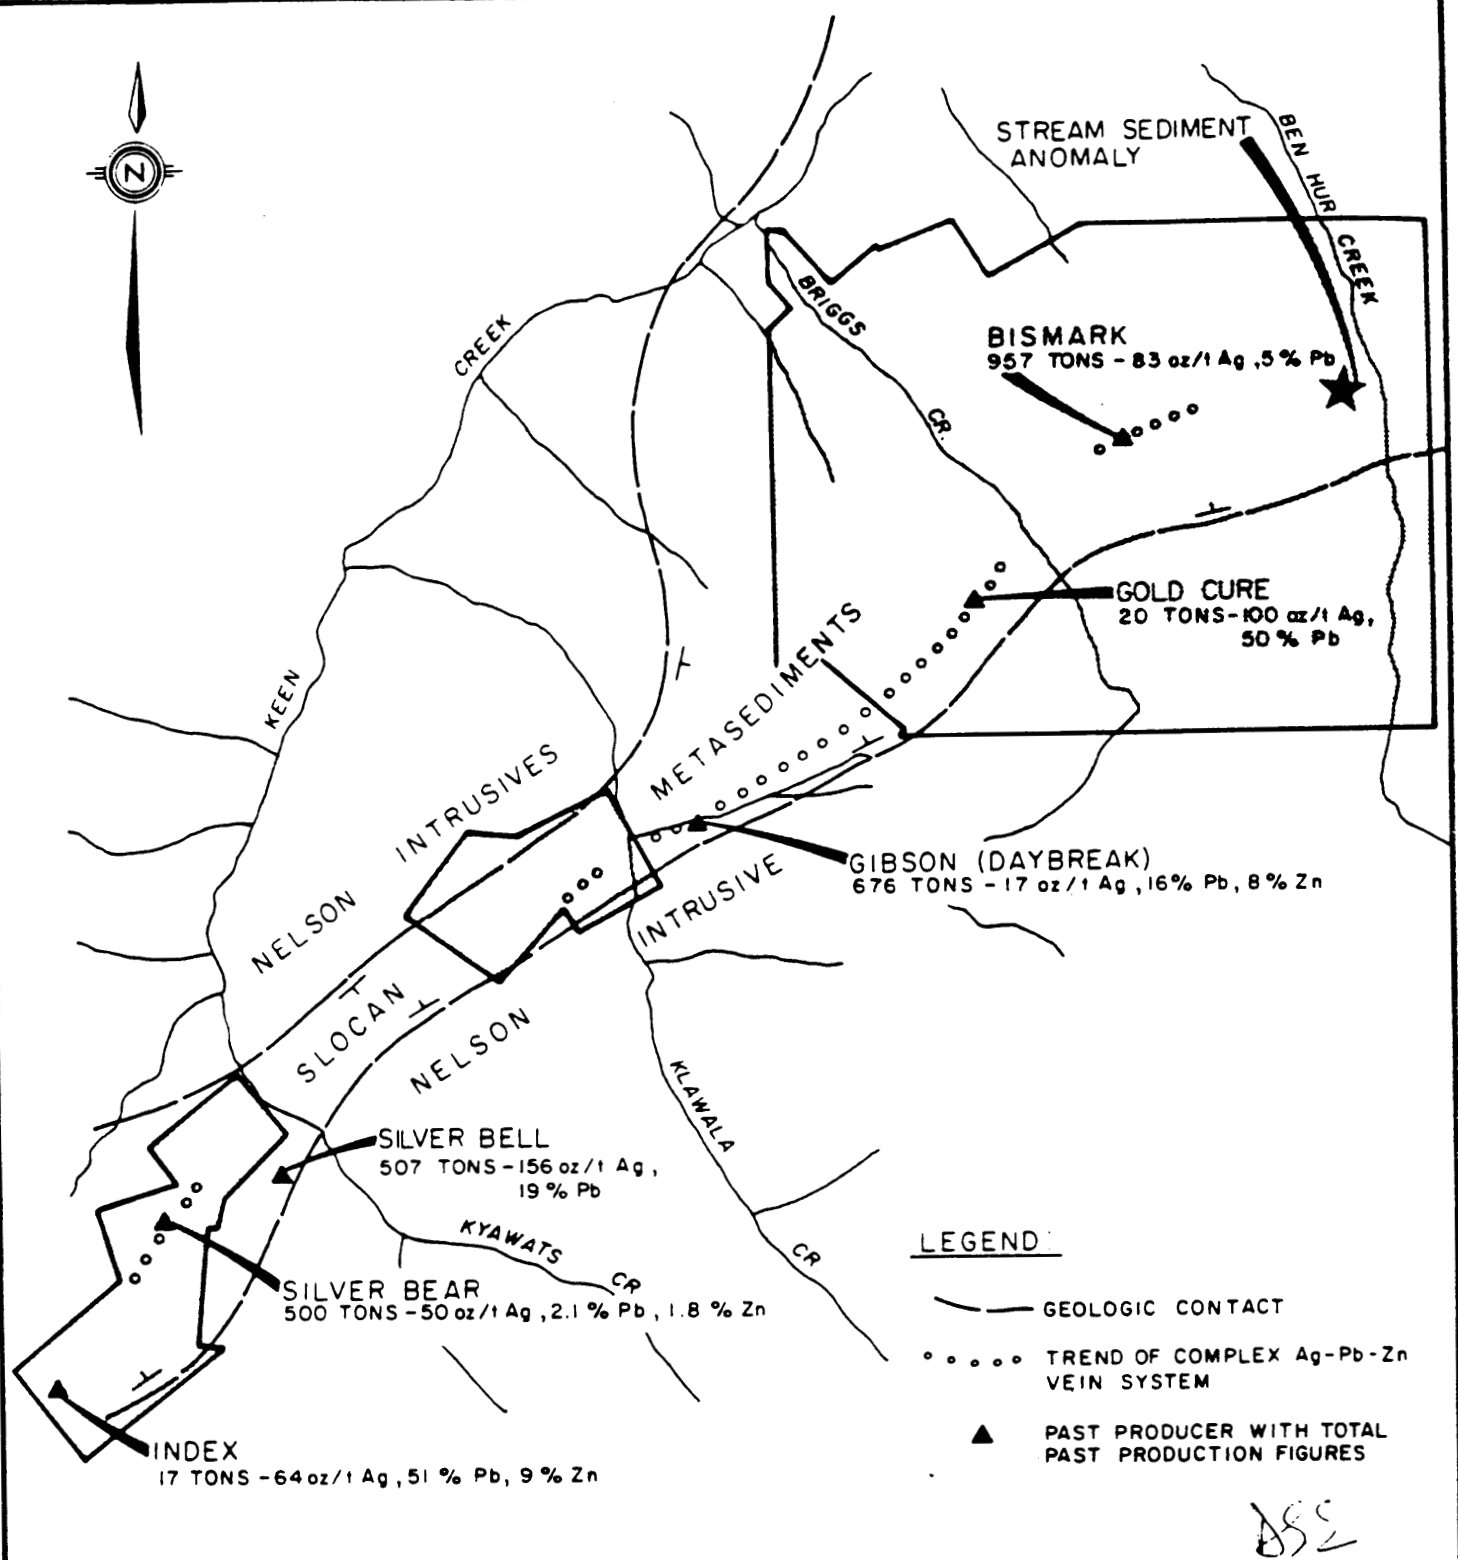 N
STREAM SEDIMENT
ANOMALY
BEN HUR CREEK
BRIGGS CR.
BISMARK
957 TONS - 83 oz/t Ag, 5% Pb
CREEK
KEEN
GOLD CURE
20 TONS - 100 oz/t Ag,
50% Pb
METASEDIMENTS
INTRUSIVES
NELSON
GIBSON (DAYBREAK)
676 TONS - 17 oz/t Ag, 16% Pb, 8% Zn
INTRUSIVE
SLOCAN
NELSON
KLAWALA CR
SILVER BELL
507 TONS - 156 oz/t Ag,
19% Pb
KYAWATS CR
SILVER BEAR
500 TONS - 50 oz/t Ag, 2.1% Pb, 1.8% Zn
INDEX
17 TONS - 64 oz/t Ag, 51% Pb, 9% Zn
LEGEND:
GEOLOGIC CONTACT
TREND OF COMPLEX Ag-Pb-Zn
VEIN SYSTEM
PAST PRODUCER WITH TOTAL
PAST PRODUCTION FIGURES